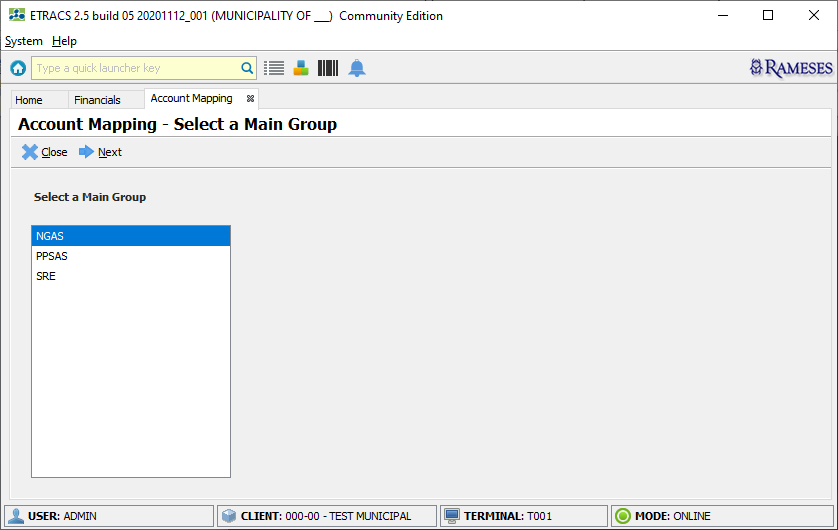 ETRACS 2.5 build 05 20201112_001 (MUNICIPALITY OF ___) Community Edition
System Help
Type a quick launcher key
RAMESES
Home Financials Account Mapping
Account Mapping - Select a Main Group
Close Next
Select a Main Group
NGAS
PPSAS
SRE
USER: ADMIN CLIENT: 000-00 - TEST MUNICIPAL TERMINAL: T001 MODE: ONLINE